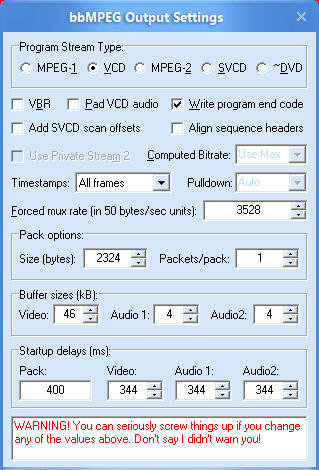 bbMPEG Output Settings
Program Stream Type:
MPEG-1 VCD MPEG-2 SVCD ~DVD
VBR Pad VCD audio Write program end code
Add SVCD scan offsets Align sequence headers
Use Private Stream 2 Computed Bitrate: Use Max
Timestamps: All frames Pulldown: Auto
Forced mux rate (in 50 bytes/sec units): 3528
Pack options:
Size (bytes): 2324 Packets/pack: 1
Buffer sizes (kB):
Video: 46 Audio 1: 4 Audio2: 4
Startup delays (ms):
Pack: Video: Audio 1: Audio2:
400 344 344 344
WARNING! You can seriously screw things up if you change
any of the values above. Don't say I didn't warn you!